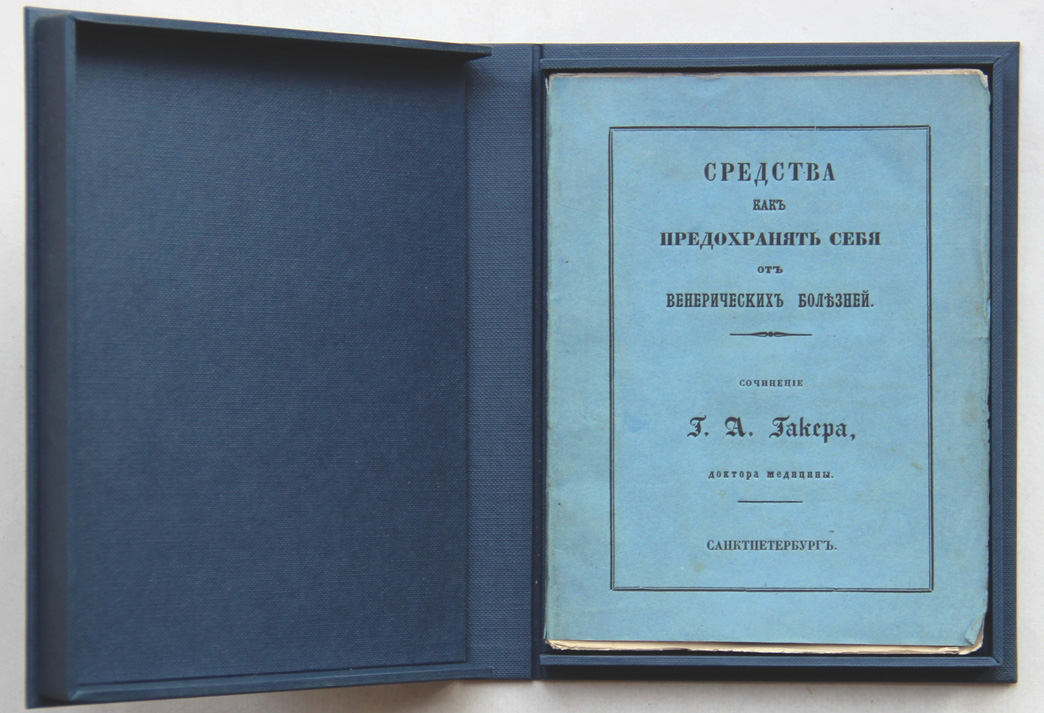 СРЕДСТВА
КАКЪ
ПРЕДОХРАНЯТЬ СЕБЯ
ОТЪ
ВЕНЕРИЧЕСКИХЪ БОЛѢЗНЕЙ.
СОЧИНЕНІЕ
Г. А. Гакера,
доктора медицины.
САНКТПЕТЕРБУРГЪ.